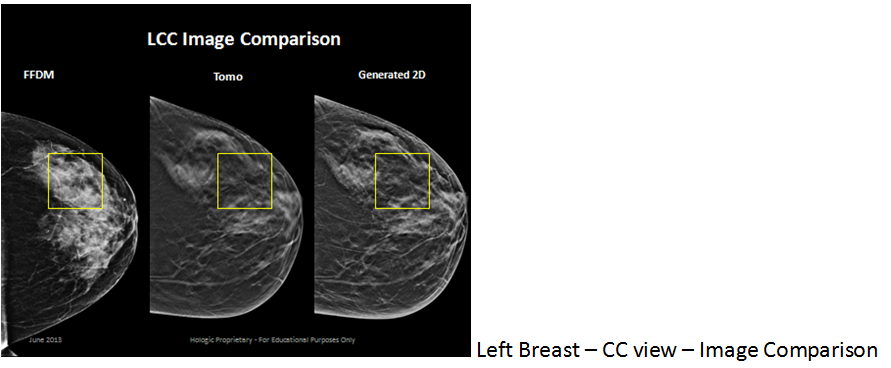 LCC Image Comparison
FFDM
Tomo
Generated 2D
June 2013
Hologic Proprietary - For Educational Purposes Only
Left Breast – CC view – Image Comparison